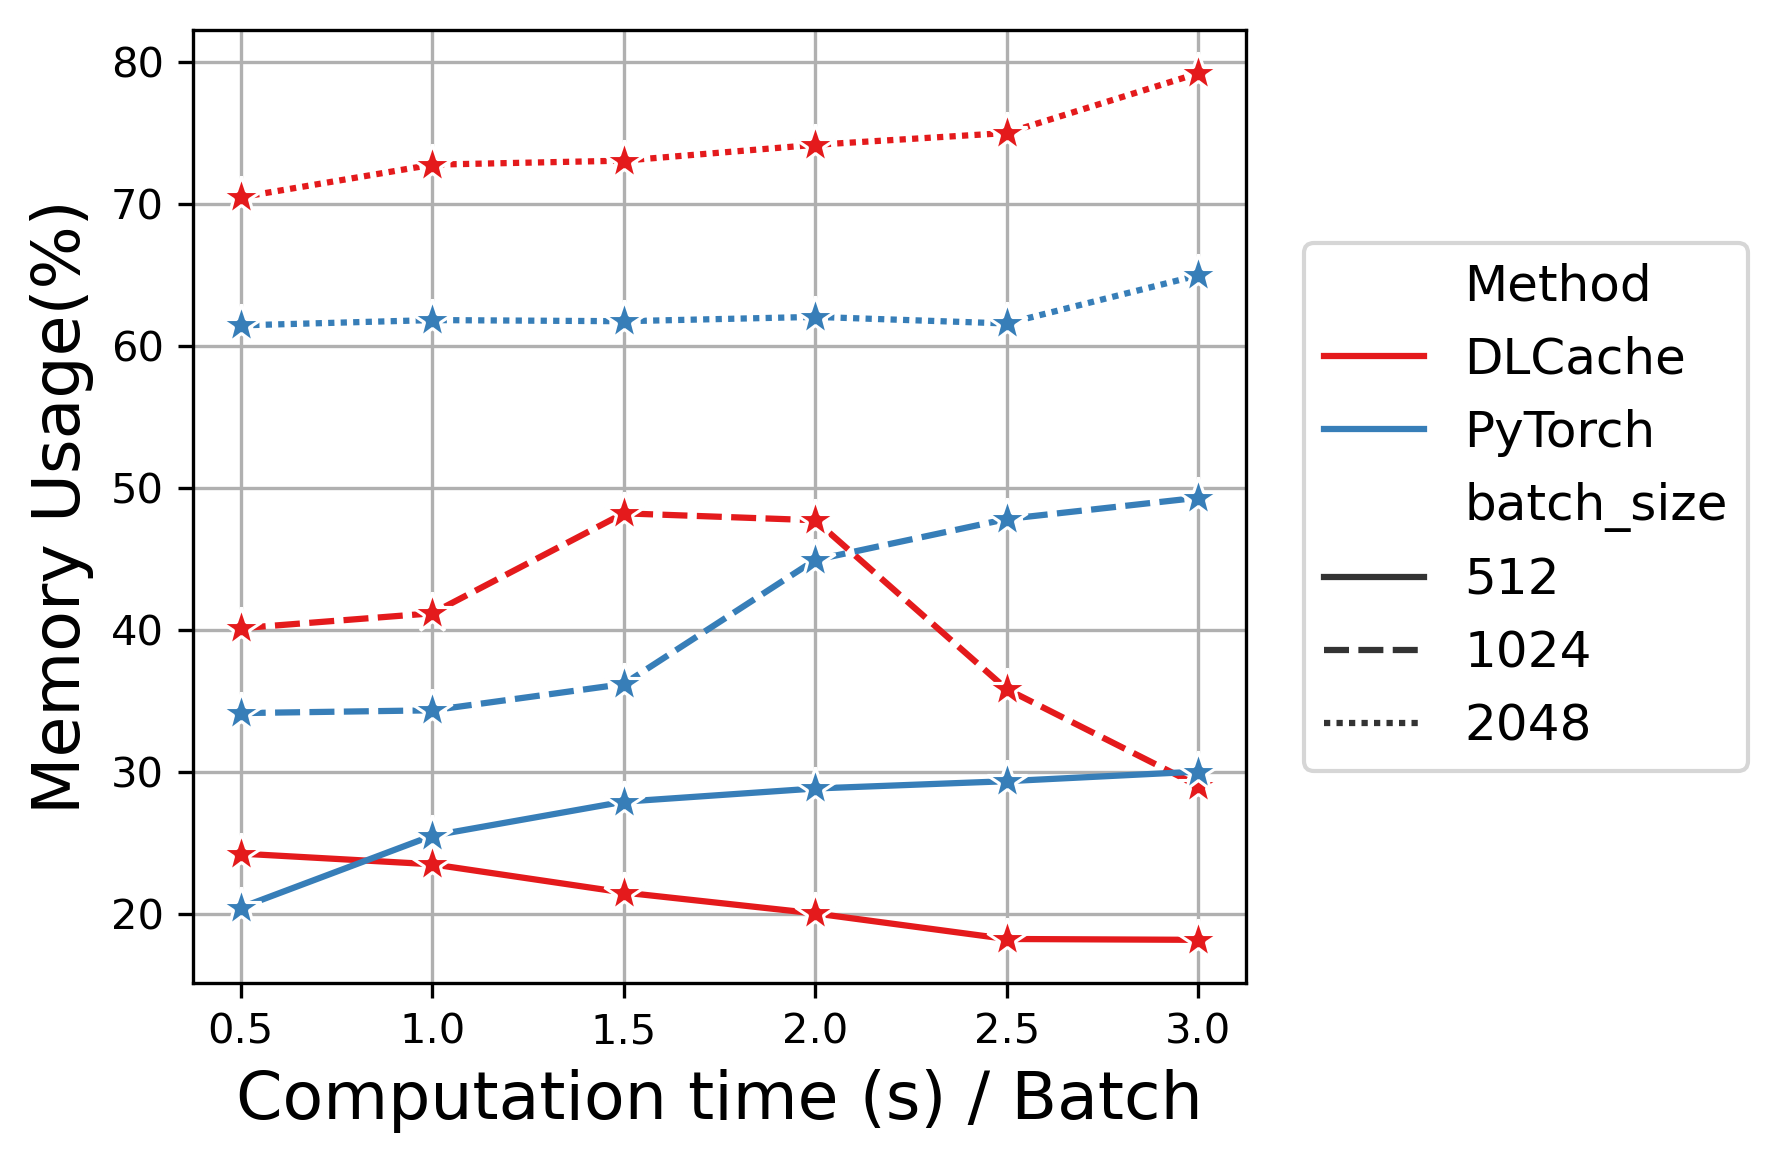 80
70
60
50
40
30
20
Memory Usage(%)
0.5 1.0 1.5 2.0 2.5 3.0
Computation time (s) / Batch
Method
DLCache
PyTorch
batch_size
512
1024
2048